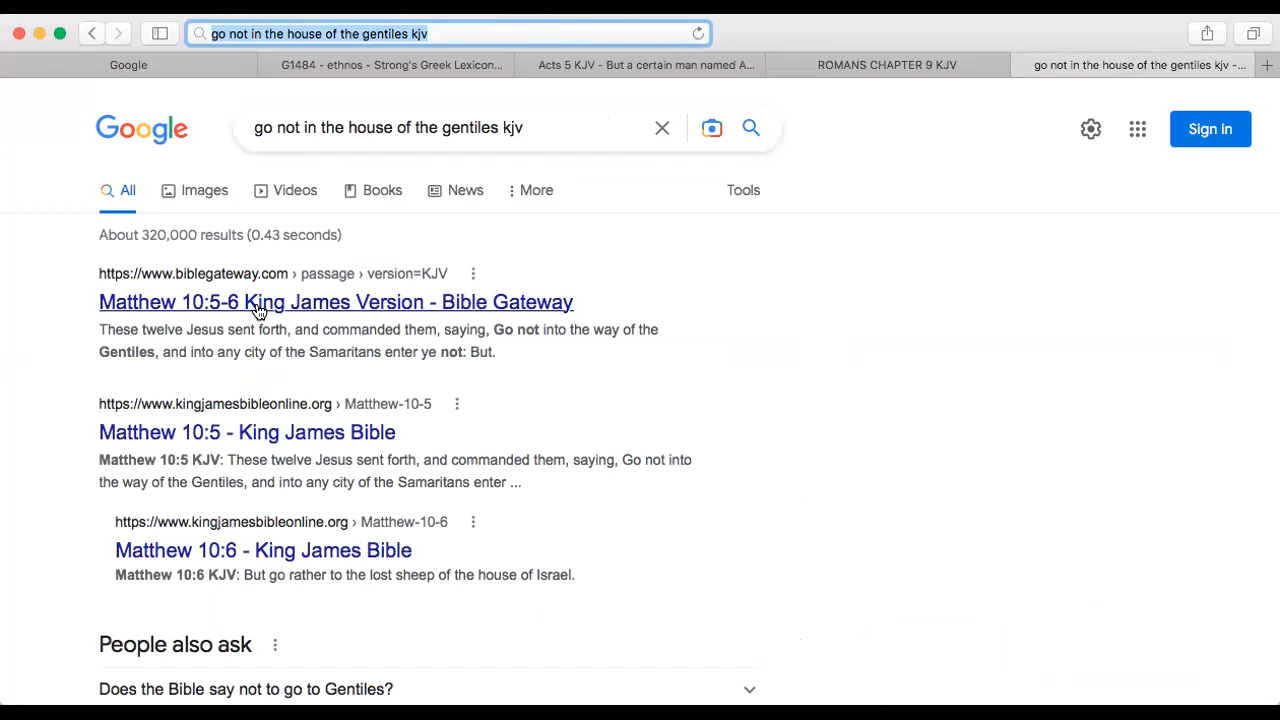 go not in the house of the gentiles kjv
Google
G1484 - ethnos - Strong's Greek Lexicon...
Acts 5 KJV - But a certain man named A...
ROMANS CHAPTER 9 KJV
go not in the house of the gentiles kjv -...
Google
go not in the house of the gentiles kjv
Sign in
All
Images
Videos
Books
News
More
Tools
About 320,000 results (0.43 seconds)
https://www.biblegateway.com › passage › version=KJV
Matthew 10:5-6 King James Version - Bible Gateway
These twelve Jesus sent forth, and commanded them, saying, Go not into the way of the
Gentiles, and into any city of the Samaritans enter ye not: But.
https://www.kingjamesbibleonline.org › Matthew-10-5
Matthew 10:5 - King James Bible
Matthew 10:5 KJV: These twelve Jesus sent forth, and commanded them, saying, Go not into
the way of the Gentiles, and into any city of the Samaritans enter ...
https://www.kingjamesbibleonline.org › Matthew-10-6
Matthew 10:6 - King James Bible
Matthew 10:6 KJV: But go rather to the lost sheep of the house of Israel.
People also ask
Does the Bible say not to go to Gentiles?